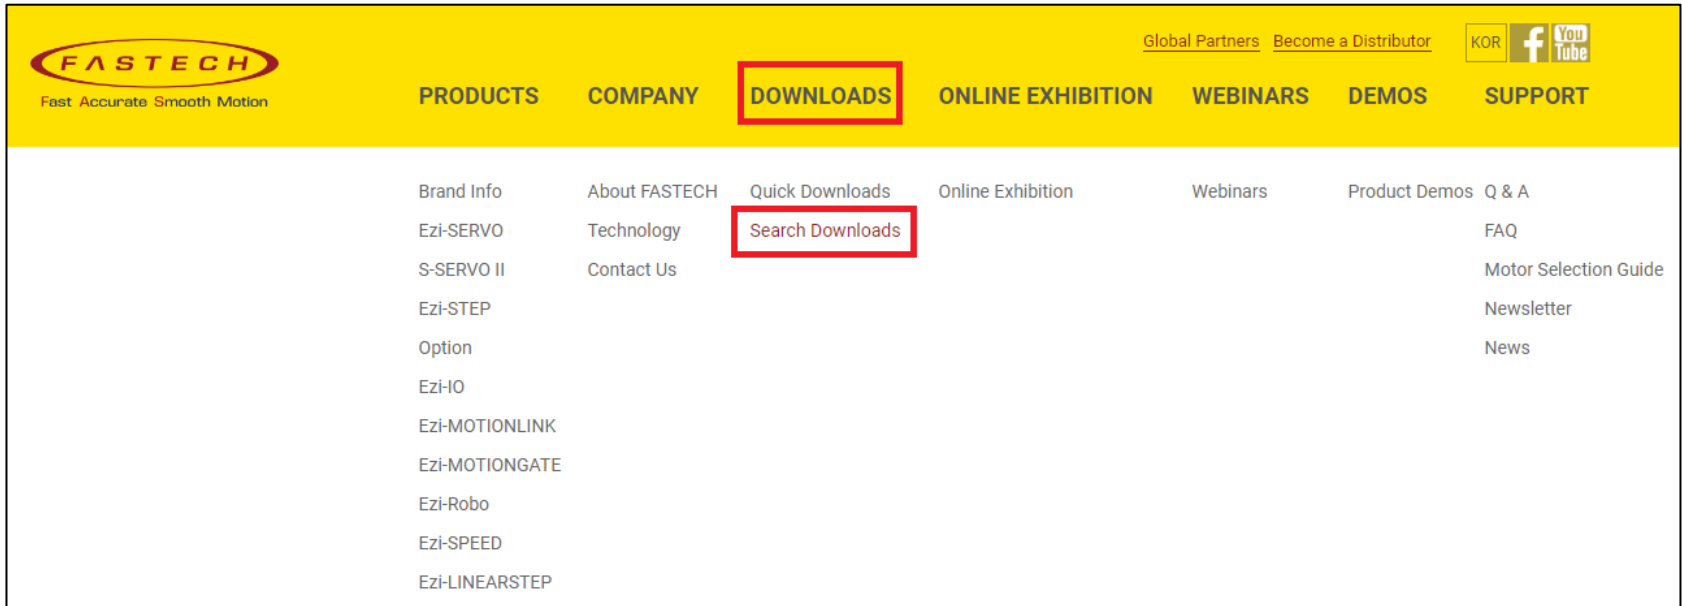 Global Partners Become a Distributor KOR f You Tube
FASTECH
Fast Accurate Smooth Motion
PRODUCTS COMPANY DOWNLOADS ONLINE EXHIBITION WEBINARS DEMOS SUPPORT
Brand Info About FASTECH Quick Downloads Online Exhibition Webinars Product Demos Q & A
Ezi-SERVO Technology Search Downloads FAQ
S-SERVO II Contact Us Motor Selection Guide
Ezi-STEP Newsletter
Option News
Ezi-IO
Ezi-MOTIONLINK
Ezi-MOTIONGATE
Ezi-Robo
Ezi-SPEED
Ezi-LINEARSTEP